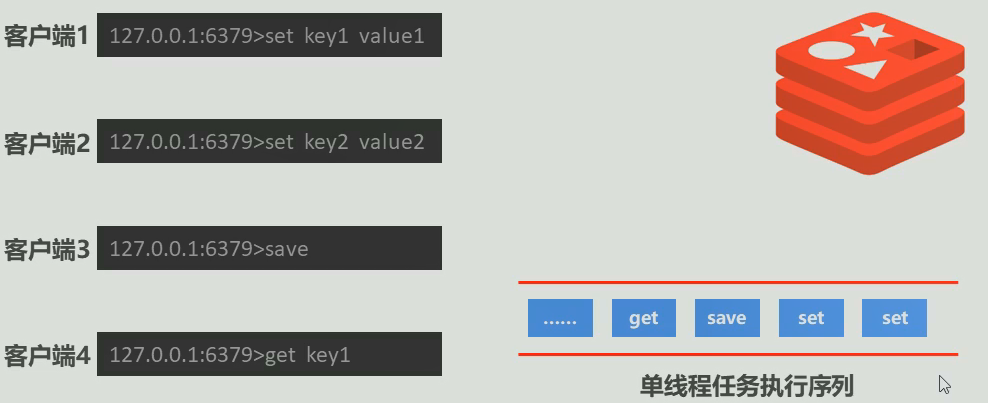 客户端1 127.0.0.1:6379>set key1 value1
客户端2 127.0.0.1:6379>set key2 value2
客户端3 127.0.0.1:6379>save
客户端4 127.0.0.1:6379>get key1
...... get save set set
单线程任务执行序列